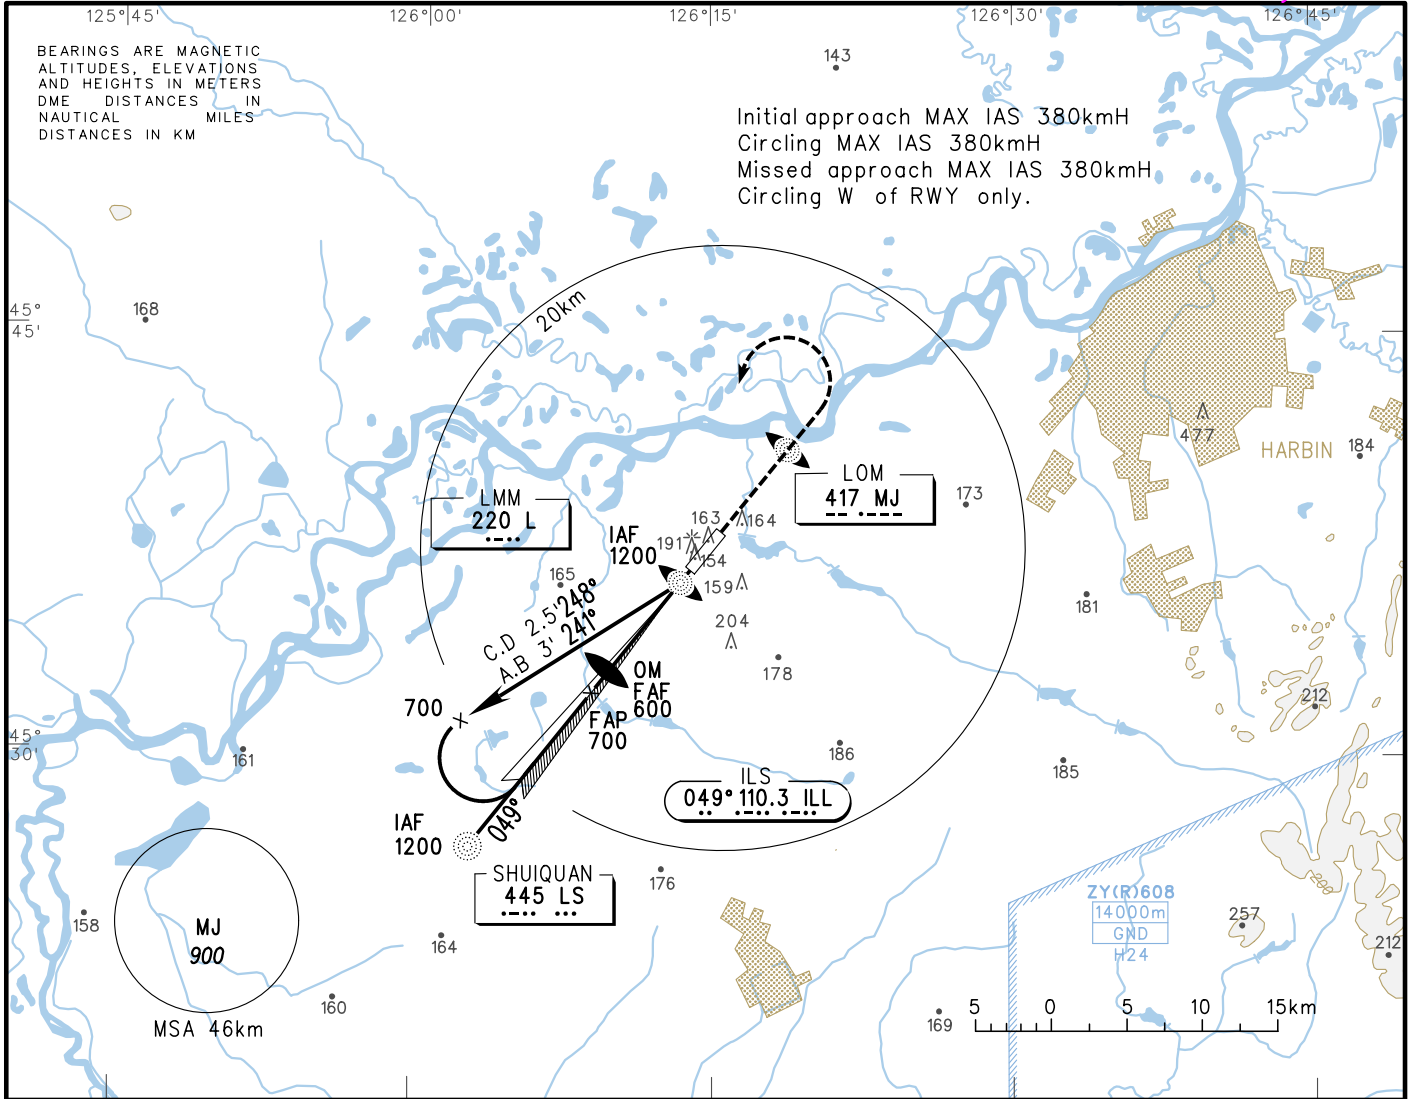 125°45'
126°00'
126°15'
126°30'
126°45'
BEARINGS ARE MAGNETIC
ALTITUDES, ELEVATIONS
AND HEIGHTS IN METERS
DME DISTANCES IN
NAUTICAL MILES
DISTANCES IN KM
143
Initial approach MAX IAS 380kmH
Circling MAX IAS 380kmH
Missed approach MAX IAS 380kmH
Circling W of RWY only.
45°
45'
168
20km
477
HARBIN
184
LOM
417 MJ
173
LMM
220 L
IAF
1200
163
164
191
154
159
165
204
178
181
C.D 2.5' 248°
A.B 3' 241°
OM
FAF
600
FAP
700
700
212
45°
30'
161
186
185
ILS
049° 110.3 ILL
049°
IAF
1200
SHUIQUAN
445 LS
176
ZY(R)608
14000m
GND
H24
257
212
158
MJ
900
164
160
MSA 46km
169
5 0 5 10 15km